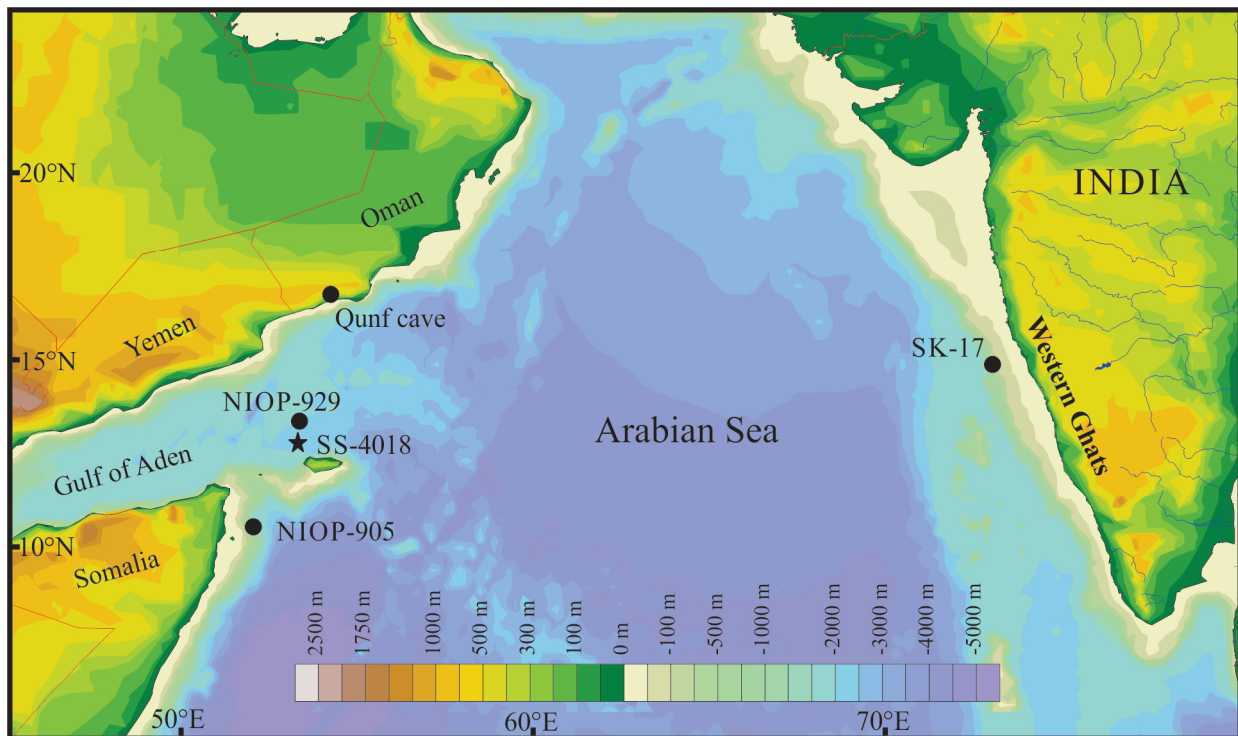 20°N
INDIA
Oman
Qunf cave
Yemen
Western Ghats
SK-17
15°N
NIOP-929
Arabian Sea
SS-4018
Gulf of Aden
NIOP-905
10°N
Somalia
2500 m
1750 m
1000 m
500 m
300 m
100 m
0 m
-100 m
-500 m
-1000 m
-2000 m
-3000 m
-4000 m
-5000 m
50°E
60°E
70°E